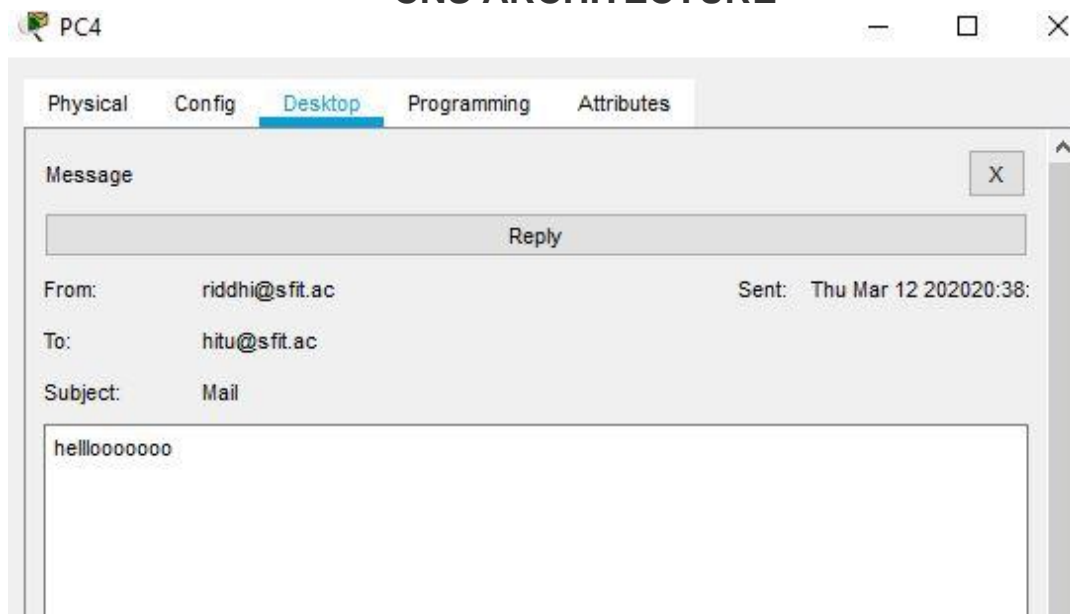 PC4
Physical Config Desktop Programming Attributes
Message X
Reply
From: riddhi@sfit.ac Sent: Thu Mar 12 202020:38:
To: hitu@sfit.ac
Subject: Mail
hellloooooooo